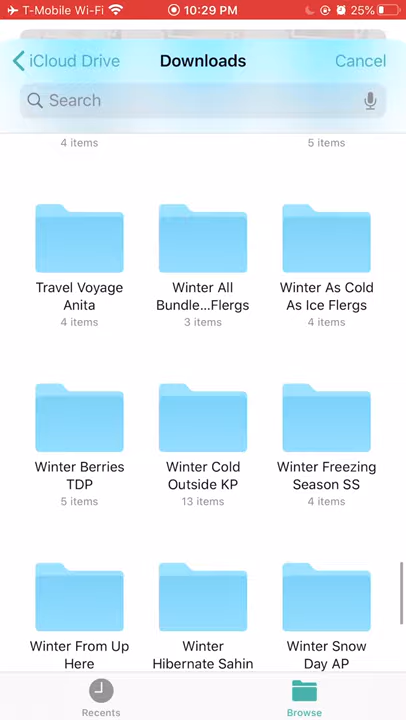 T-Mobile Wi-Fi 10:29 PM 25%
iCloud Drive Downloads Cancel
Search
4 items 5 items
Travel Voyage Winter All Winter As Cold
Anita Bundle...Flergs As Ice Flergs
4 items 3 items 4 items
Winter Berries Winter Cold Winter Freezing
TDP Outside KP Season SS
5 items 13 items 4 items
Winter From Up Winter Winter Snow
Here Hibernate Sahin Day AP
Recents Browse